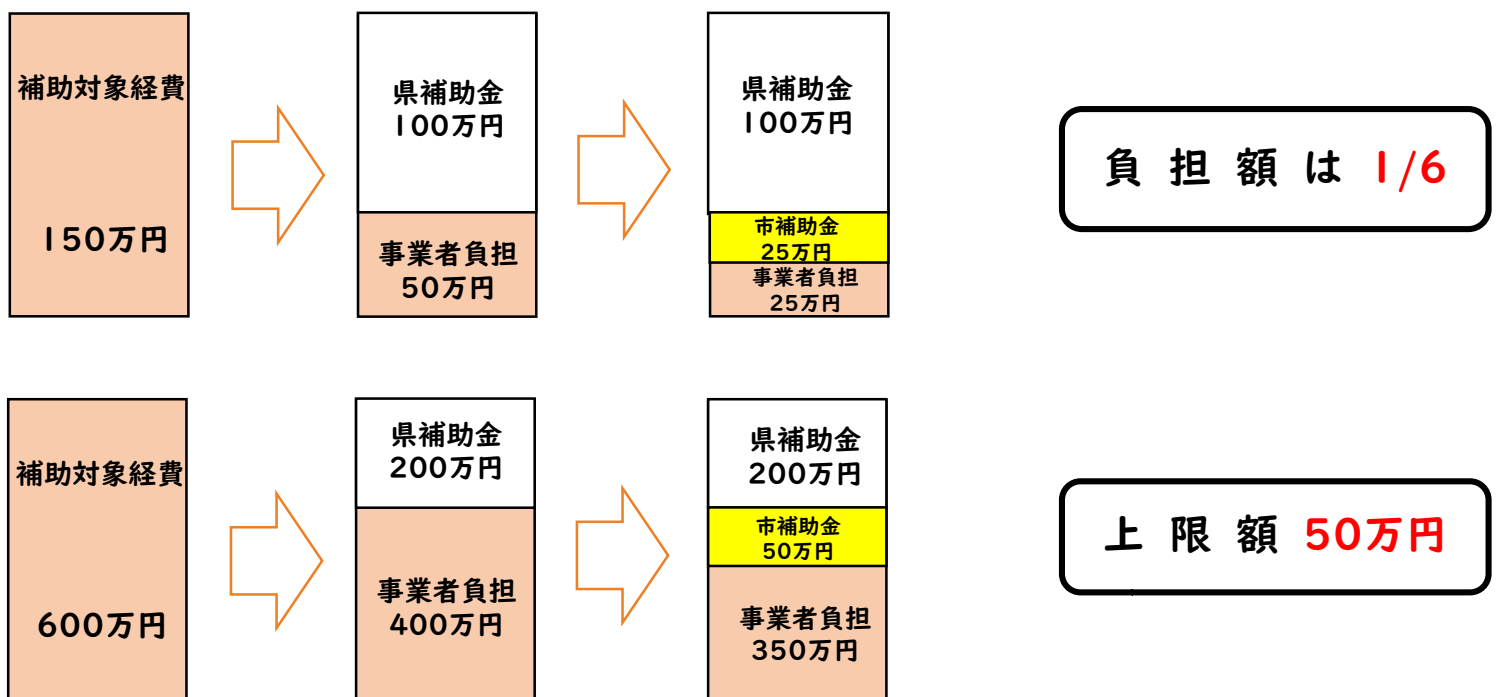 補助対象経費
150万円
県補助金
100万円
事業者負担
50万円
県補助金
100万円
市補助金
25万円
事業者負担
25万円
負担額は 1/6
補助対象経費
600万円
県補助金
200万円
事業者負担
400万円
県補助金
200万円
市補助金
50万円
事業者負担
350万円
上限額 50万円